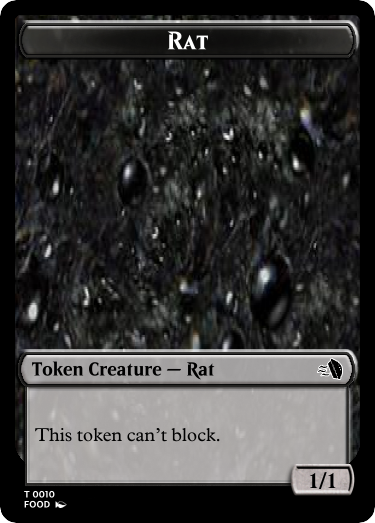 Rat
Token Creature — Rat
This token can't block.
1/1
T 0010
FOOD